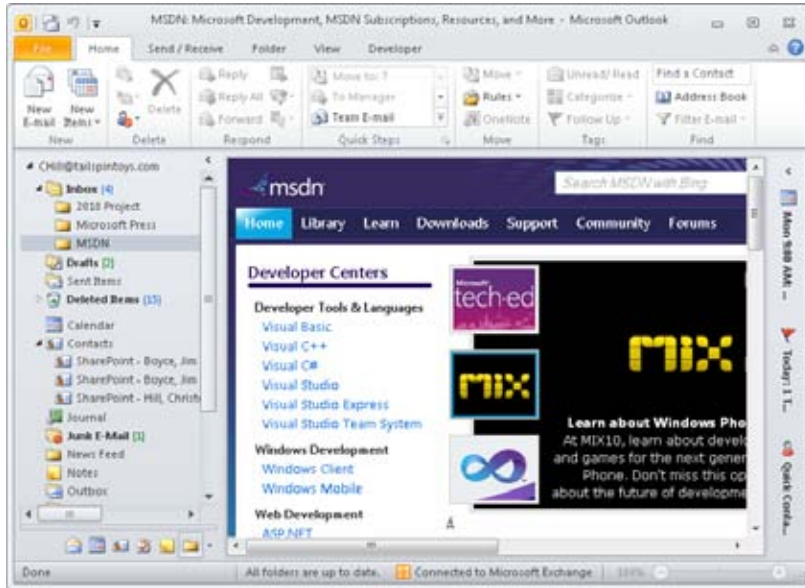 MSDN: Microsoft Development, MSDN Subscriptions, Resources, and More - Microsoft Outlook
File Home Send / Receive Folder View Developer
New E-mail
New Items
New
Delete
Delete
Reply
Reply All
Forward
Respond
Move to: ?
To Manager
Team E-mail
Quick Steps
Move
Rules
OneNote
Move
Unread/ Read
Categorize
Follow Up
Tags
Find a Contact
Address Book
Filter E-mail
Find
CHill@tailspintoys.com
Inbox (4)
2010 Project
Microsoft Press
MSDN
Drafts [2]
Sent Items
Deleted Items (15)
Calendar
Contacts
SharePoint - Boyce, Jim
SharePoint - Boyce, Jim
SharePoint - Hill, Christ
Journal
Junk E-Mail [1]
News Feed
Notes
Outbox
msdn
Search MSDN with Bing
Home Library Learn Downloads Support Community Forums
Developer Centers
Developer Tools & Languages
Visual Basic
Visual C++
Visual C#
Visual Studio
Visual Studio Express
Visual Studio Team System
Windows Development
Windows Client
Windows Mobile
Web Development
ASP.NET
Microsoft
tech·ed
mix
mix
Learn about Windows Pho
At MIX10, learn about develo
and games for the next gener
Phone. Don't miss this op
about the future of developme
Mon 9:00 AM: ...
Today: 1 T...
Quick Conta...
Done
All folders are up to date.
Connected to Microsoft Exchange